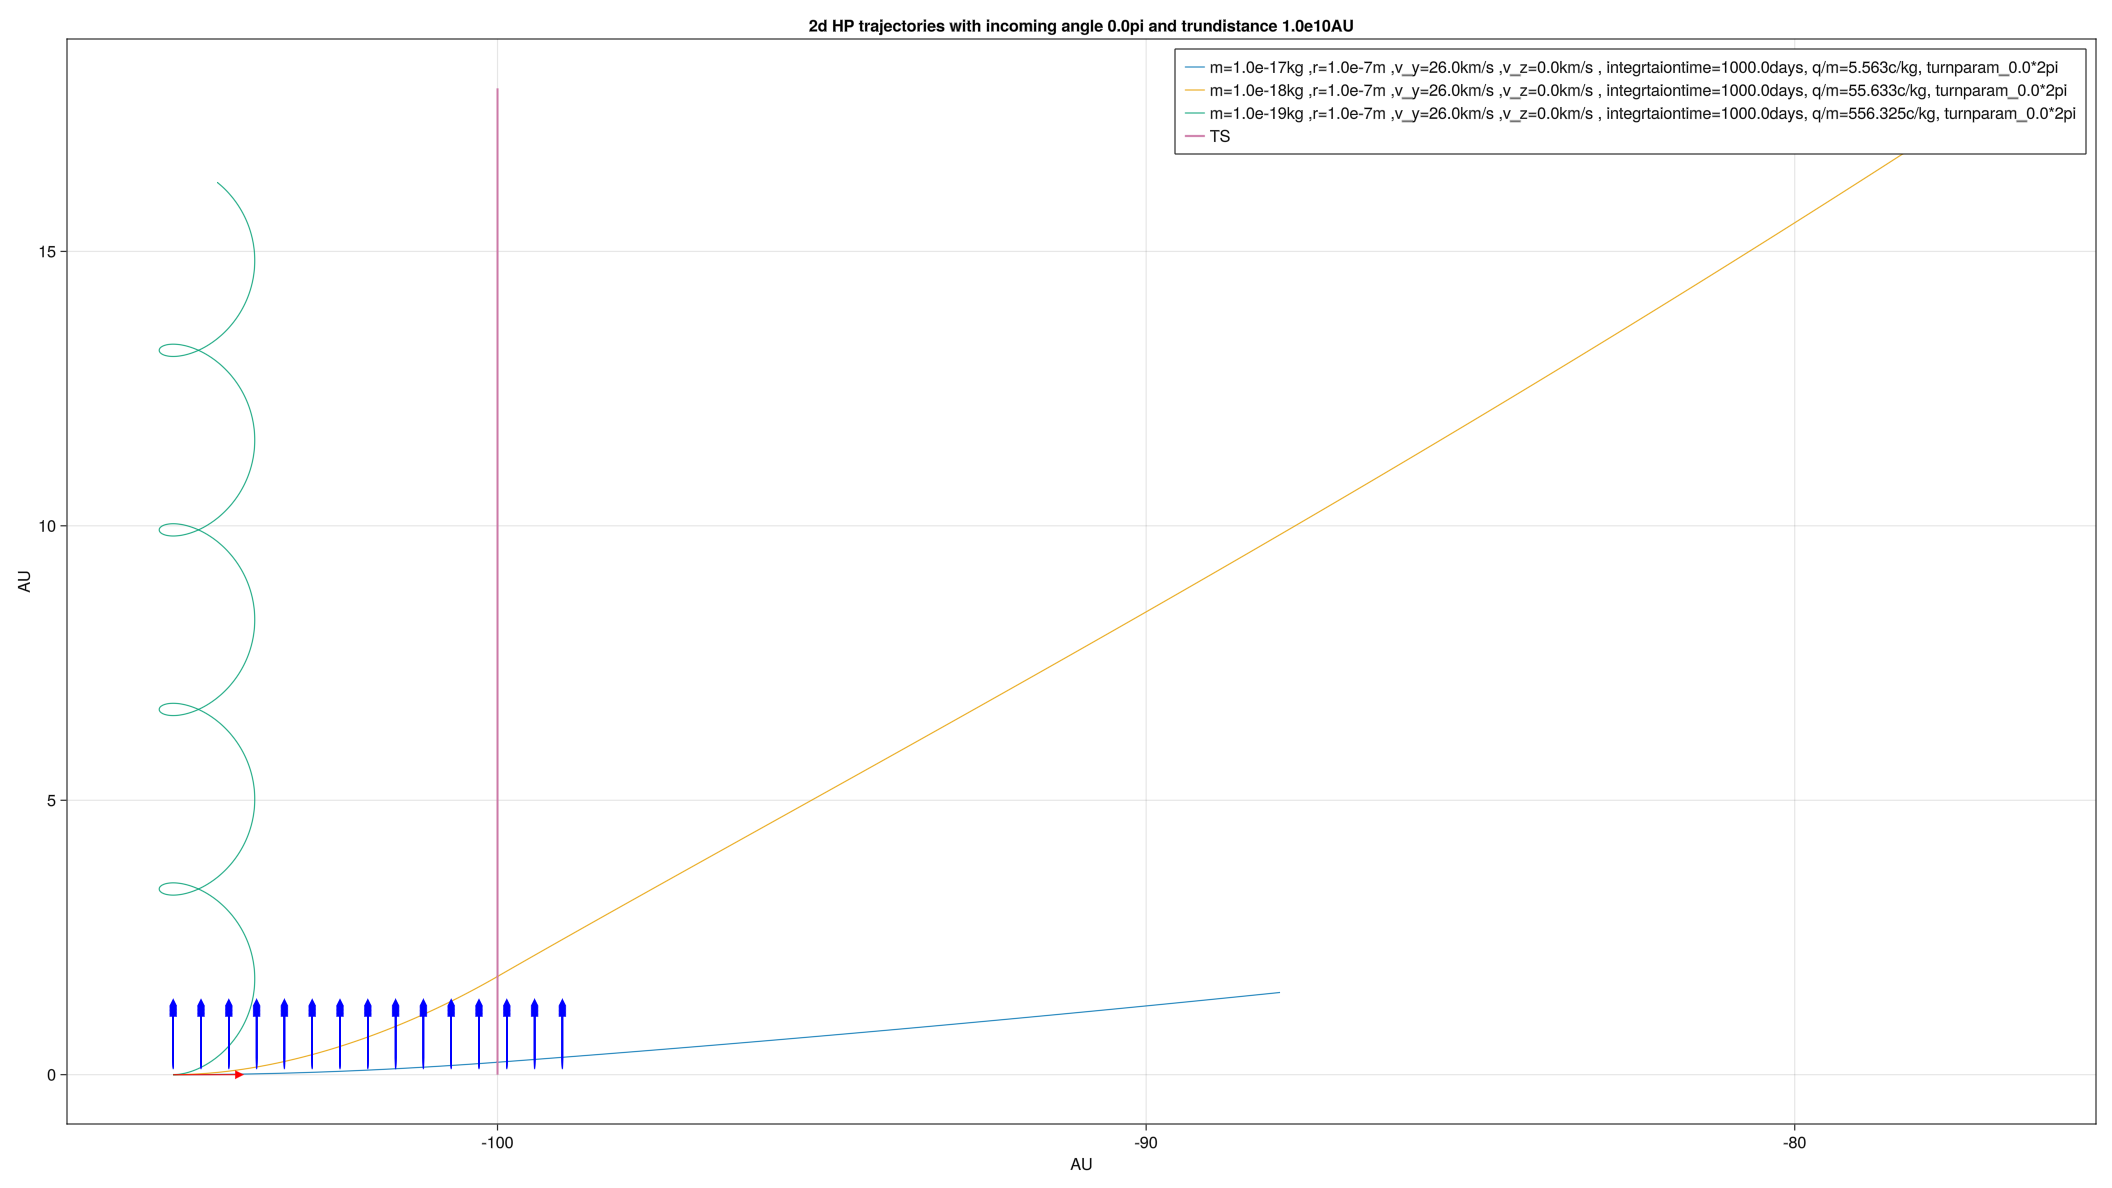 2d HP trajectories with incoming angle 0.0pi and trundistance 1.0e10AU
m=1.0e-17kg ,r=1.0e-7m ,v_y=26.0km/s ,v_z=0.0km/s , integrtaiontime=1000.0days, q/m=5.563c/kg, turnparam_0.0*2pi
m=1.0e-18kg ,r=1.0e-7m ,v_y=26.0km/s ,v_z=0.0km/s , integrtaiontime=1000.0days, q/m=55.633c/kg, turnparam_0.0*2pi
m=1.0e-19kg ,r=1.0e-7m ,v_y=26.0km/s ,v_z=0.0km/s , integrtaiontime=1000.0days, q/m=556.325c/kg, turnparam_0.0*2pi
TS
15
10
5
0
AU
-100
-90
-80
AU